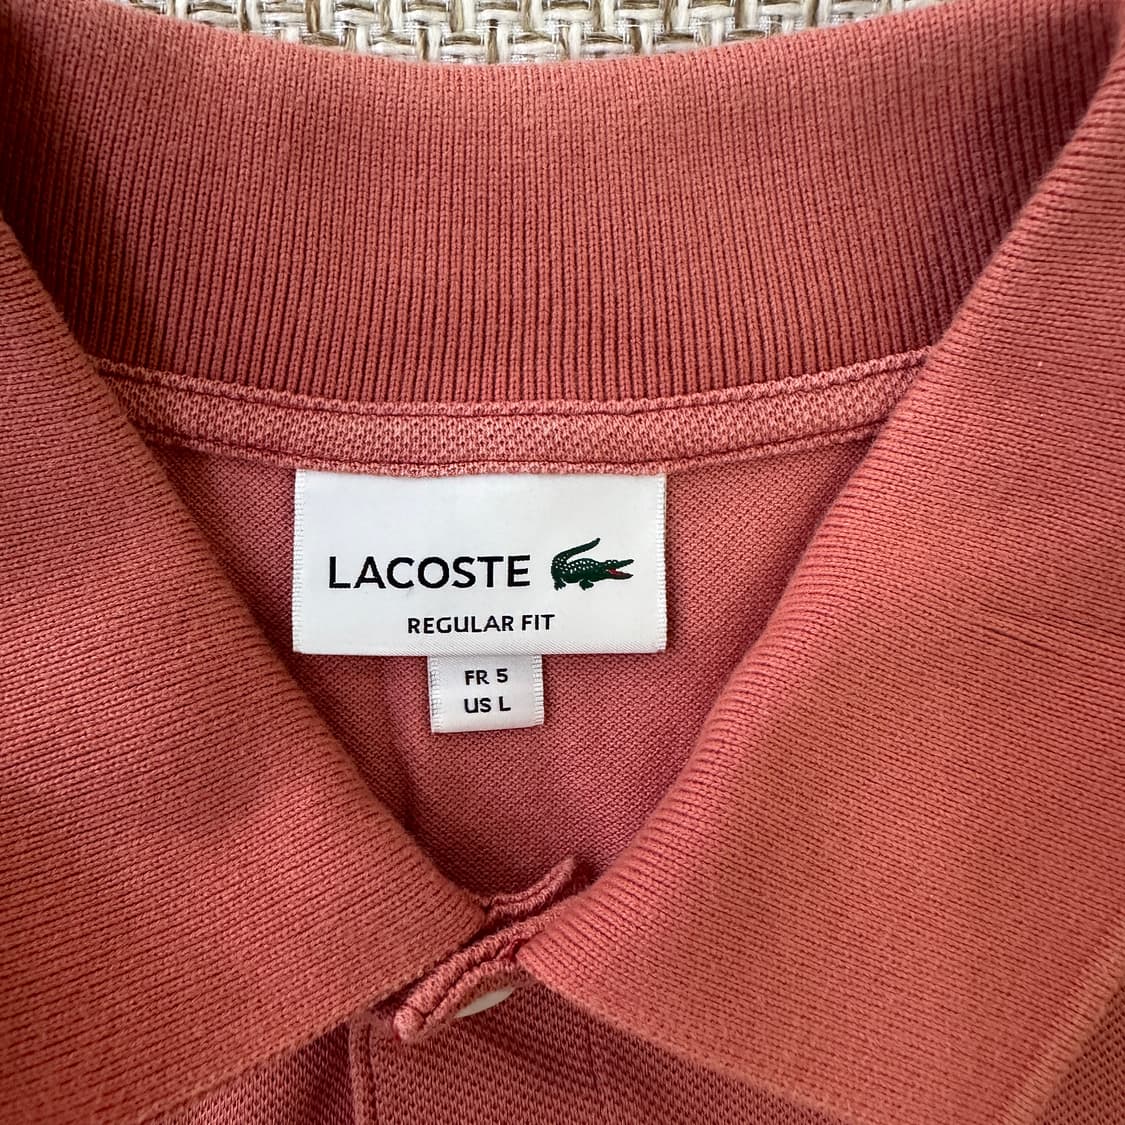 LACOSTE
REGULAR FIT
FR 5
US L